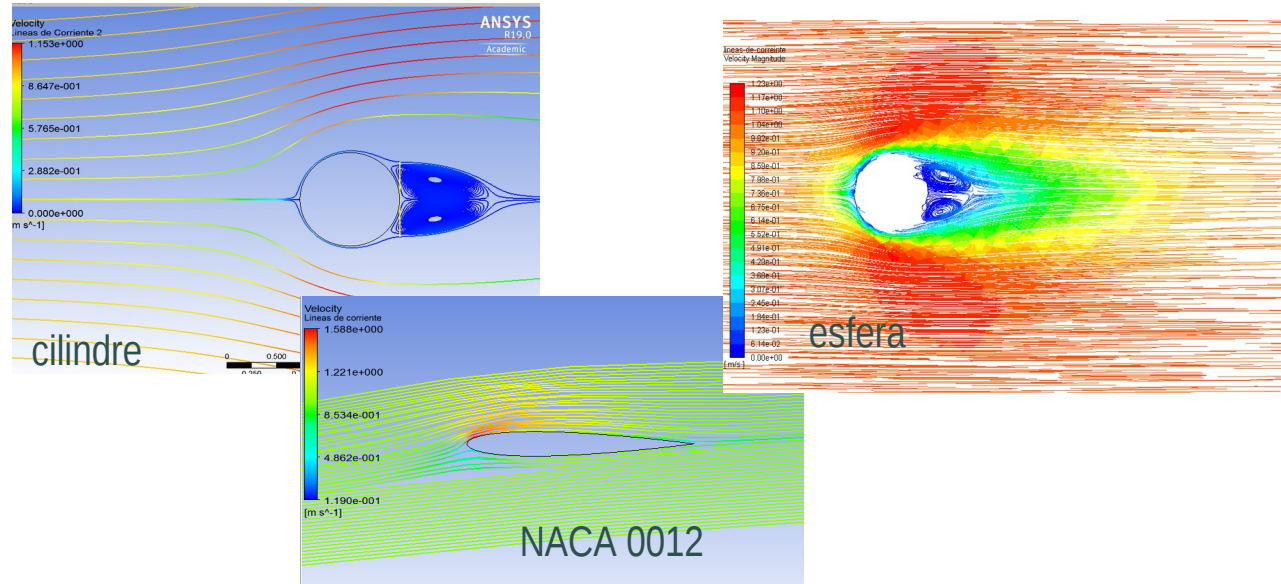 Velocity
Lineas de Corriente 2
1.153e+000
8.647e-001
5.765e-001
2.882e-001
0.000e+000
[m s^-1]
ANSYS
R19.0
Academic
cilindre
0 0.500
0.250
Velocity
Lineas de corriente
1.588e+000
1.221e+000
8.534e-001
4.862e-001
1.190e-001
[m s^-1]
NACA 0012
lineas-de-correinte
Velocity Magnitude
1.23e+00
1.17e+00
1.10e+00
1.04e+00
9.82e-01
9.20e-01
8.59e-01
7.98e-01
7.36e-01
6.75e-01
6.14e-01
5.52e-01
4.91e-01
4.29e-01
3.68e-01
3.07e-01
2.45e-01
1.84e-01
1.23e-01
6.14e-02
0.00e+00
[m/s]
esfera